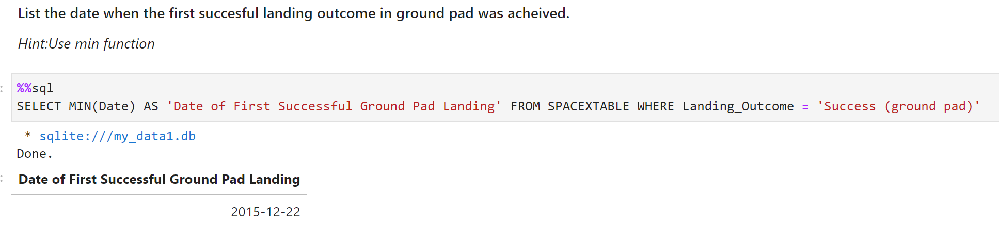 List the date when the first succesful landing outcome in ground pad was acheived.
Hint:Use min function
:
%%sql
SELECT MIN(Date) AS 'Date of First Successful Ground Pad Landing' FROM SPACEXTABLE WHERE Landing_Outcome = 'Success (ground pad)'
* sqlite:///my_data1.db
Done.
:
Date of First Successful Ground Pad Landing
2015-12-22